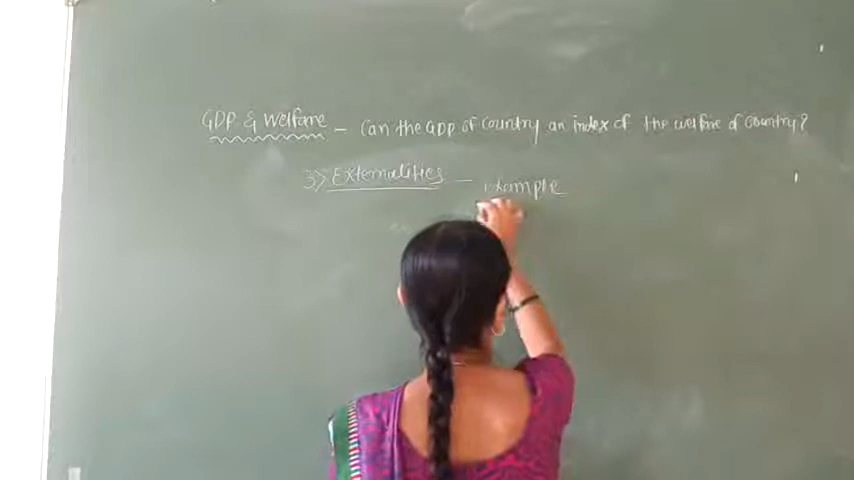 GDP & Welfare - Can the GDP of Country an index of the welfare of Country?
3> Externalities - example